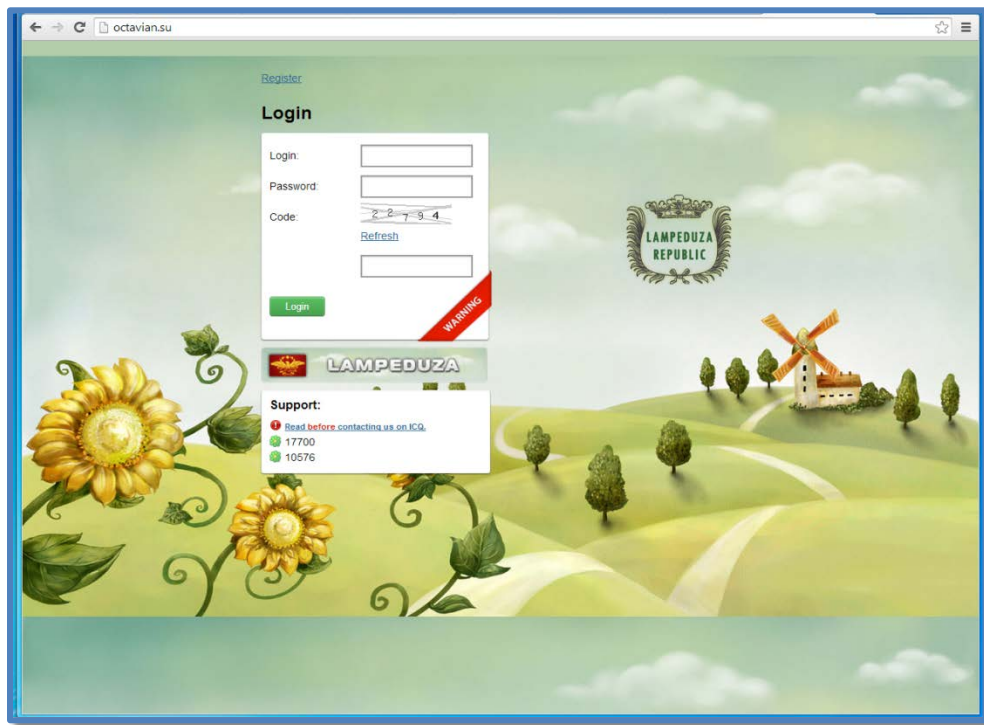 octavian.su
Register
Login
Login:
Password:
Code:
22794
Refresh
Login
WARNING
LAMPEDUZA
REPUBLIC
LAMPEDUZA
Support:
Read before contacting us on ICQ.
17700
10576